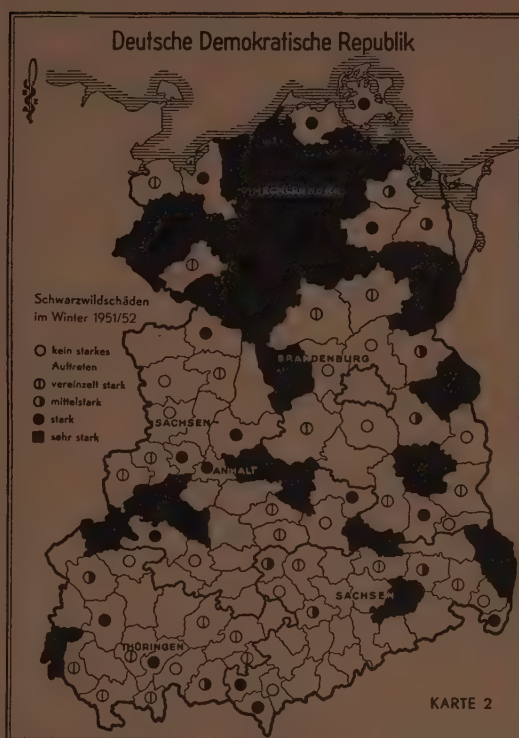 Deutsche Demokratische Republik
MECKLENBURG
Schwarzwildschäden
im Winter 1951/52
kein starkes
Auftreten
vereinzelt stark
mittelstark
stark
sehr stark
BRANDENBURG
SACHSEN
ANHALT
SACHSEN
THÜRINGEN
KARTE 2